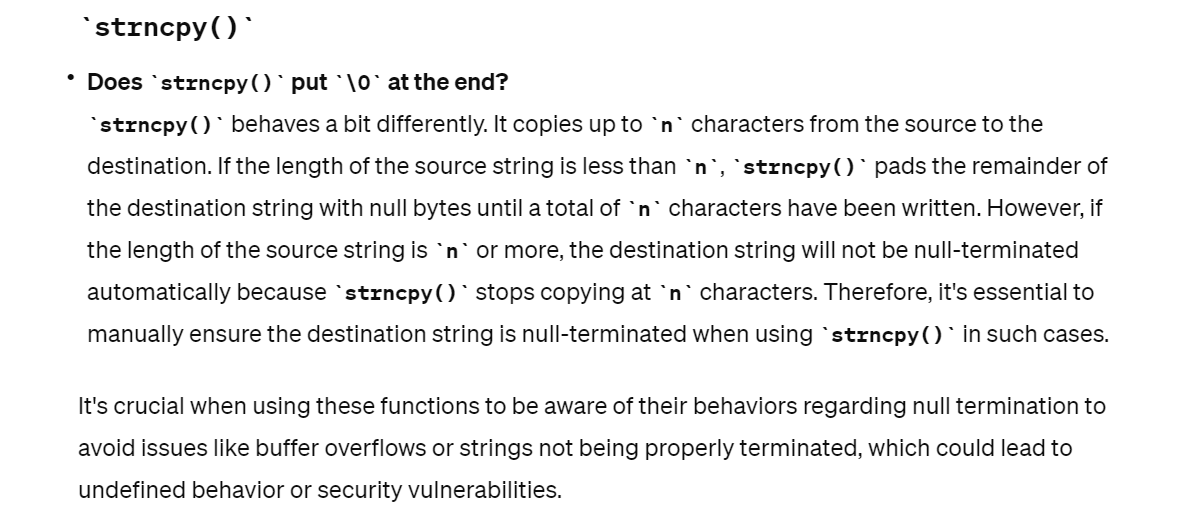 `strncpy()`
• Does `strncpy()` put `\0` at the end?
`strncpy()` behaves a bit differently. It copies up to `n` characters from the source to the
destination. If the length of the source string is less than `n`, `strncpy()` pads the remainder of
the destination string with null bytes until a total of `n` characters have been written. However, if
the length of the source string is `n` or more, the destination string will not be null-terminated
automatically because `strncpy()` stops copying at `n` characters. Therefore, it's essential to
manually ensure the destination string is null-terminated when using `strncpy()` in such cases.
It's crucial when using these functions to be aware of their behaviors regarding null termination to
avoid issues like buffer overflows or strings not being properly terminated, which could lead to
undefined behavior or security vulnerabilities.